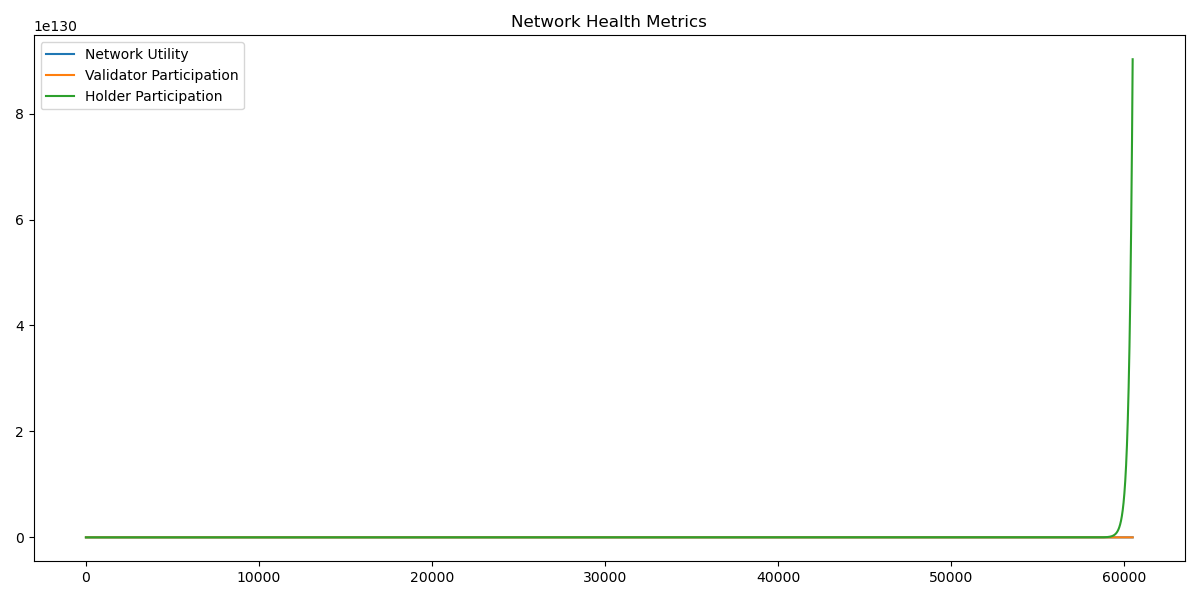 Network Health Metrics
1e130
Network Utility
Validator Participation
Holder Participation
8
6
4
2
0
0 10000 20000 30000 40000 50000 60000